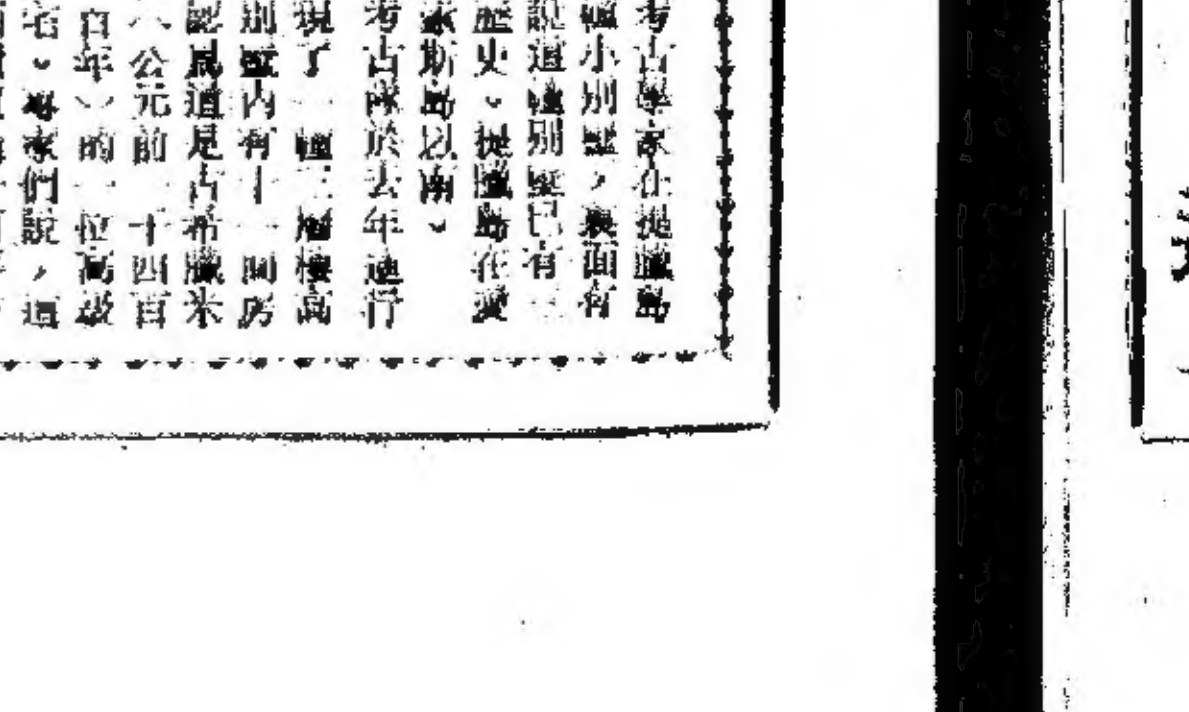 考古學家在提臘島
幢小別墅，裏面有
說這幢別墅已有三
歷史。提臘島在愛
家斯島以南。
考古隊於去年進行
現了一幢三層樓高
別墅內有十一間房
認爲這是古希臘米
（公元前一千四百
百年）的一位高級
宅。專家們說，這